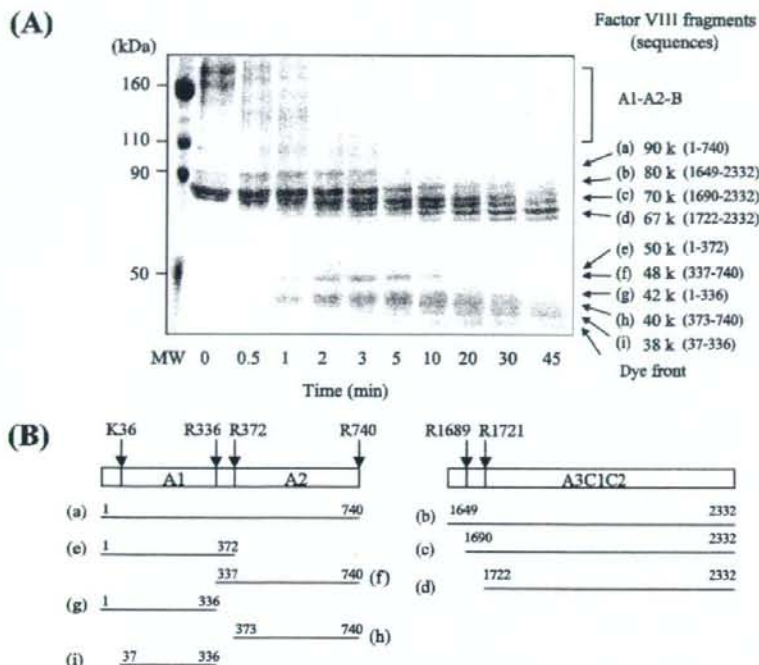 (A)
(kDa)
160
110
90
50
MW 0 0.5 1 2 3 5 10 20 30 45
Time (min)
Factor VIII fragments
(sequences)
A1-A2-B
(a) 90 k (1-740)
(b) 80 k (1649-2332)
(c) 70 k (1690-2332)
(d) 67 k (1722-2332)
(e) 50 k (1-372)
(f) 48 k (337-740)
(g) 42 k (1-336)
(h) 40 k (373-740)
(i) 38 k (37-336)
Dye front
(B)
K36 R336 R372 R740 R1689 R1721
A1 A2 A3C1C2
(a) 1 740
(b) 1649 2332
(e) 1 372
(c) 1690 2332
337 740 (f)
(d) 1722 2332
(g) 1 336
373 740 (h)
(i) 37 336